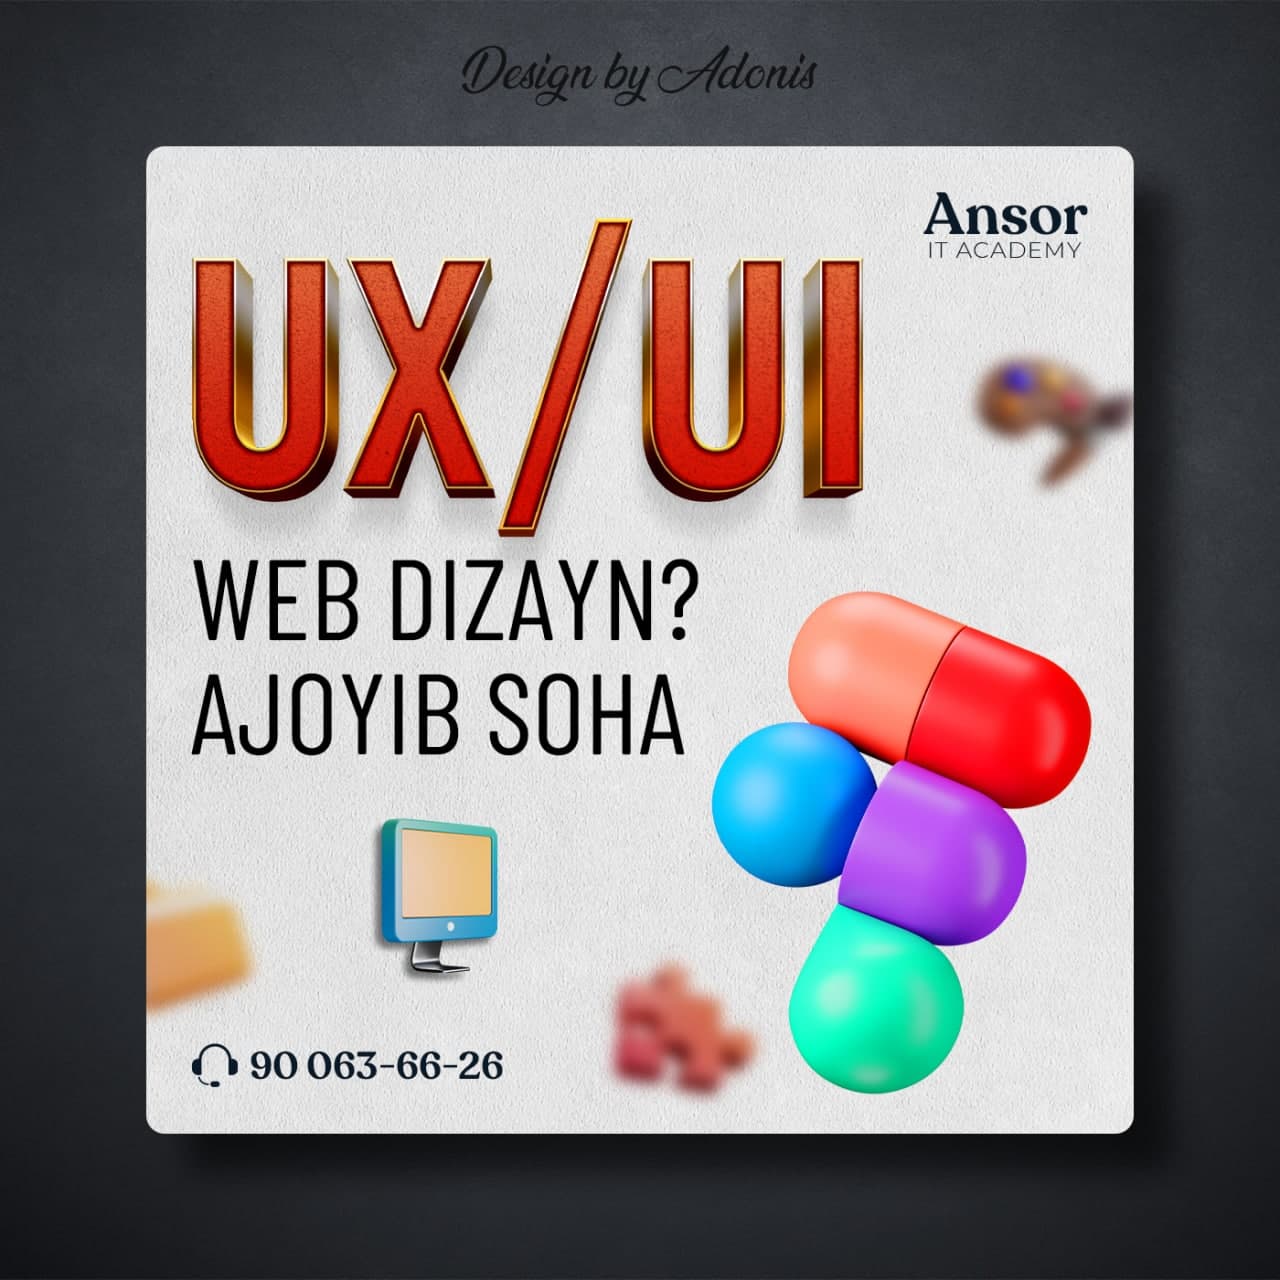 Design by Adonis
Ansor
IT ACADEMY
UX/UI
WEB DIZAYN?
AJOYIB SOHA
90 063-66-26